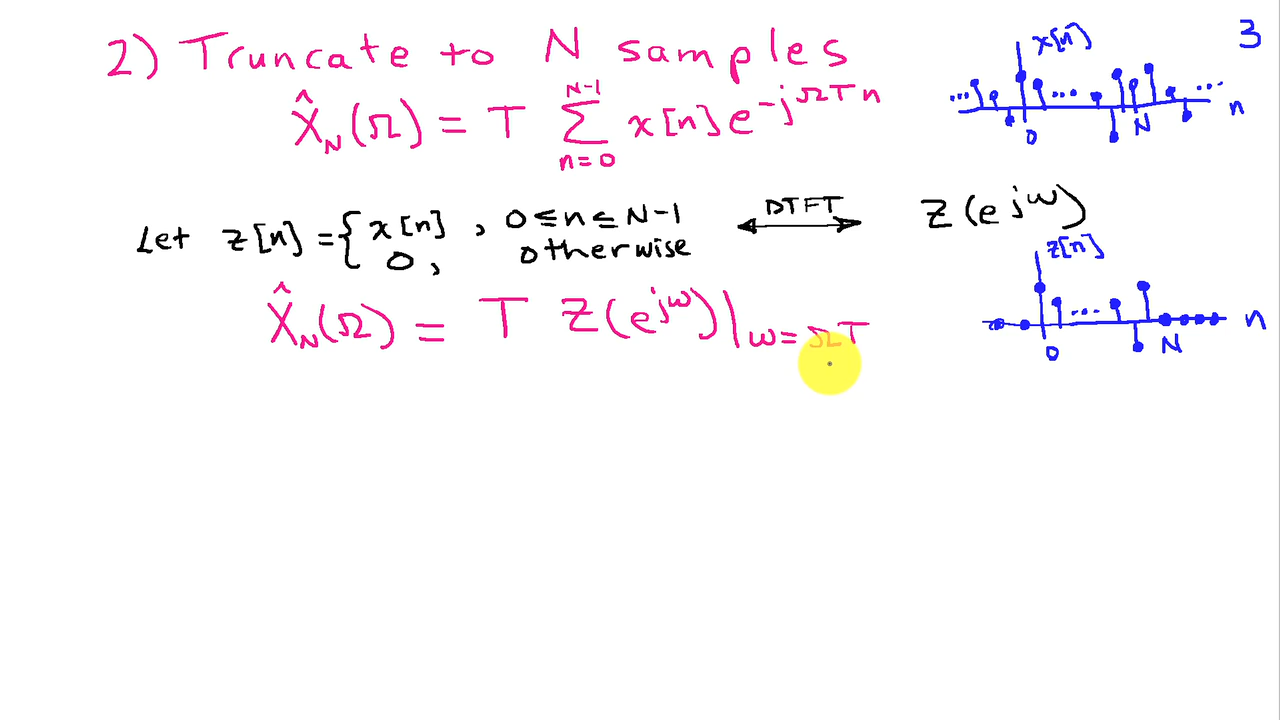 2) Truncate to N samples
X̂_N(Ω) = T Σ_{n=0}^{N-1} x[n] e^{-jΩTn}
x[n]
3
... ... ... n
0 N
Let z[n] = { x[n] , 0 ≤ n ≤ N-1
0 , otherwise
DTFT
Z(e^{jω})
z[n]
X̂_N(Ω) = T Z(e^{jω})|_{ω=ΩT}
... n
0 N